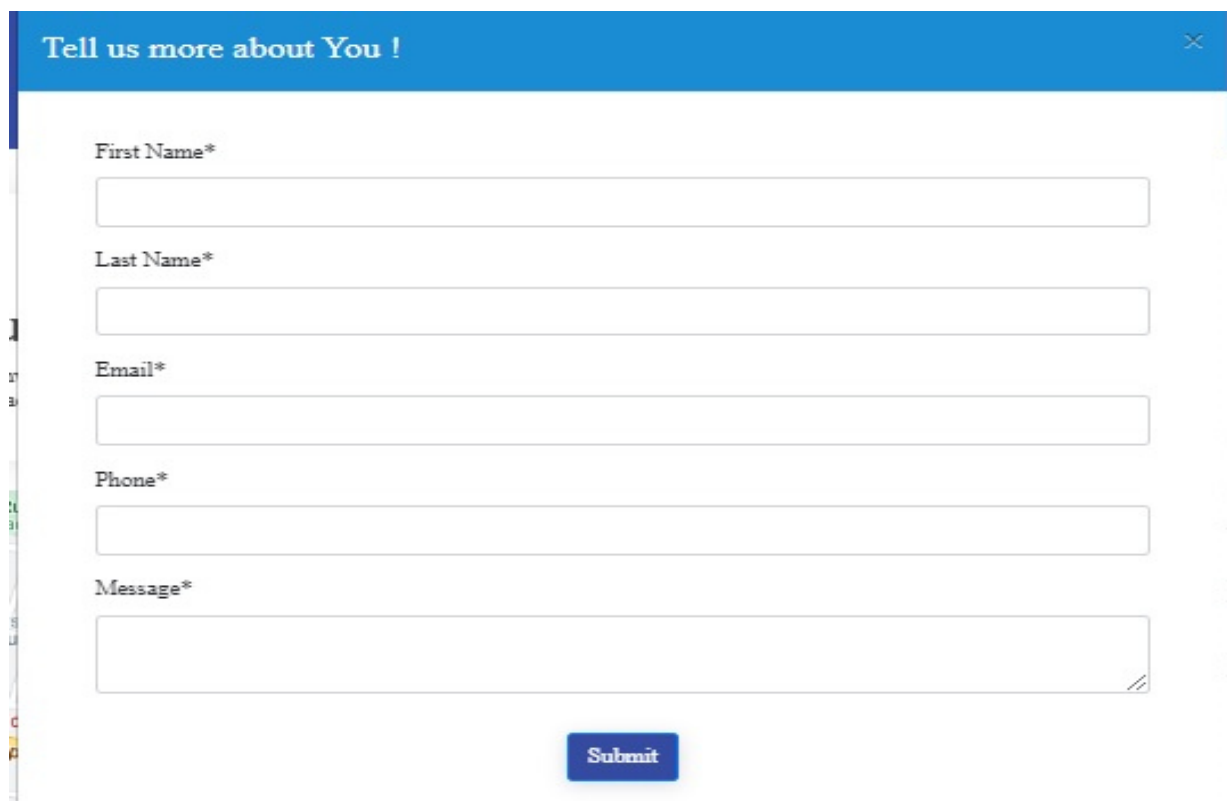 Tell us more about You !
First Name*
Last Name*
Email*
Phone*
Message*
Submit